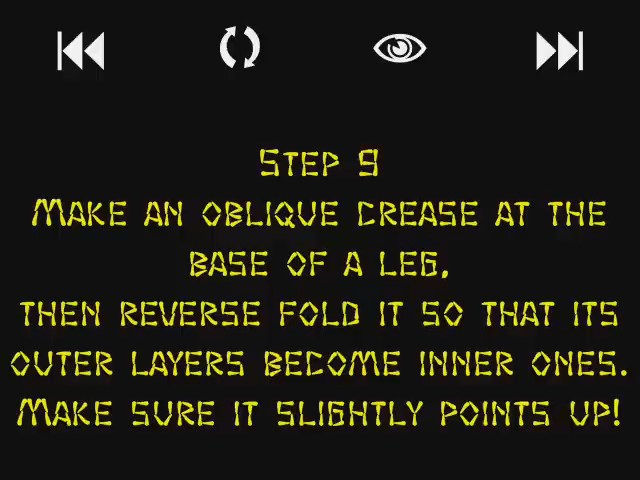 Step 9
Make an oblique crease at the
base of a leg,
then reverse fold it so that its
outer layers become inner ones.
Make sure it slightly points up!